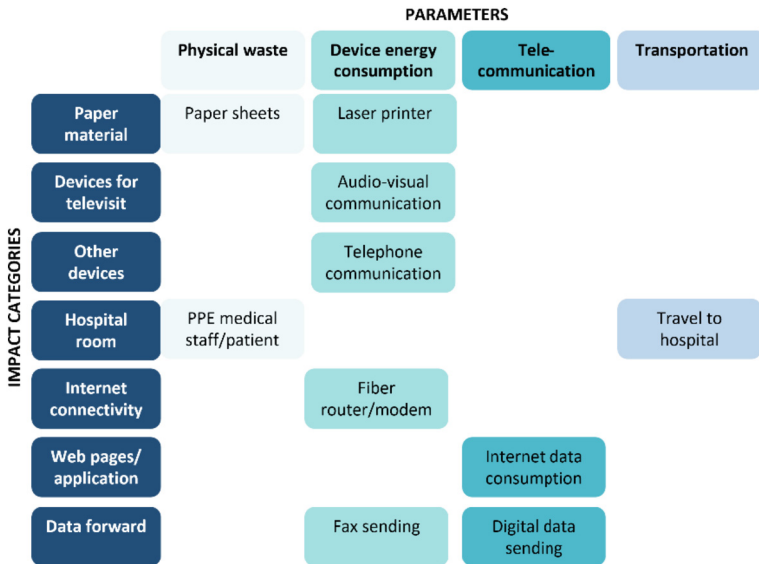 PARAMETERS
Physical waste
Device energy
consumption
Tele-
communication
Transportation
IMPACT CATEGORIES
Paper
material
Paper sheets
Laser printer
Devices for
televisit
Audio-visual
communication
Other
devices
Telephone
communication
Hospital
room
PPE medical
staff/patient
Travel to
hospital
Internet
connectivity
Fiber
router/modem
Web pages/
application
Internet data
consumption
Data forward
Fax sending
Digital data
sending